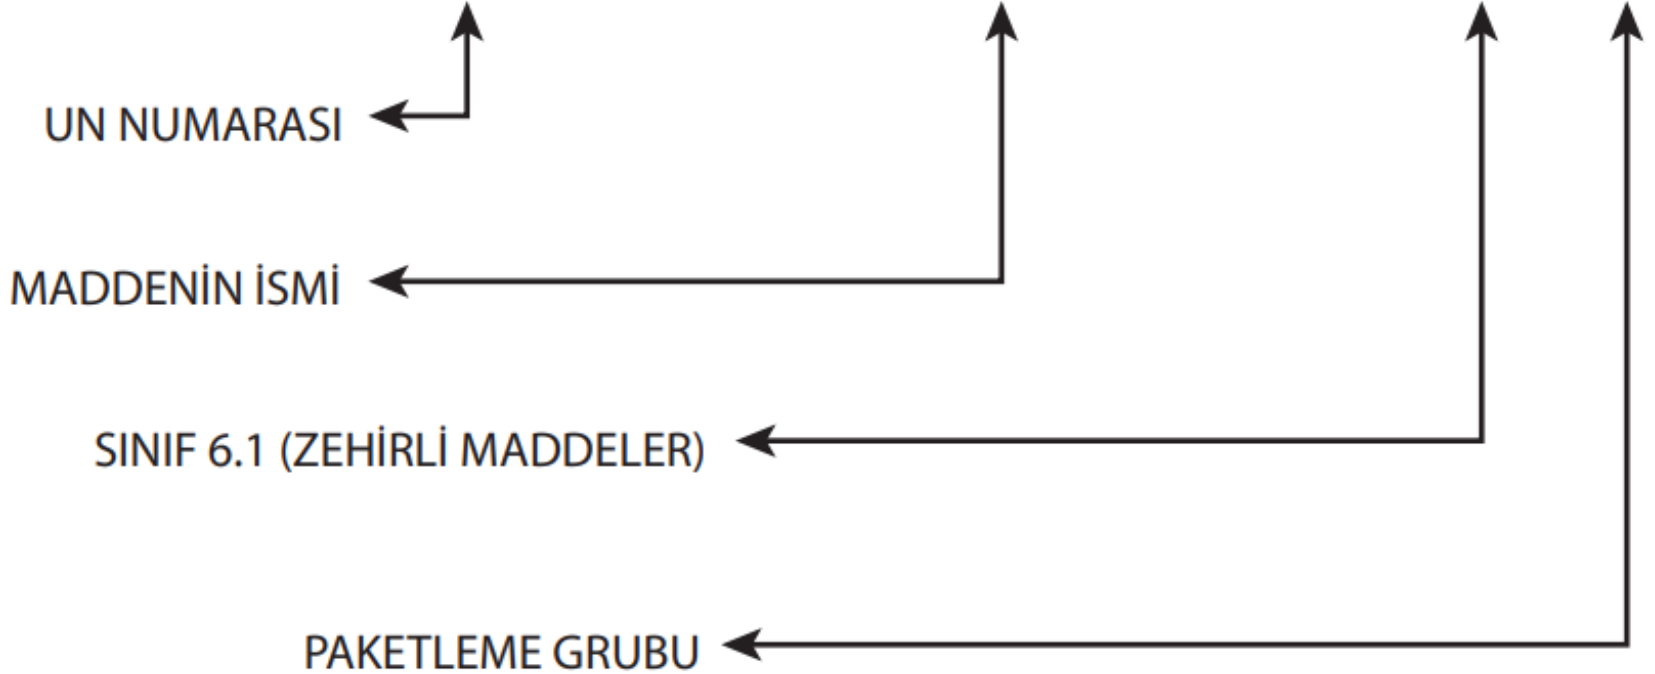 UN NUMARASI
MADDENİN İSMİ
SINIF 6.1 (ZEHİRLİ MADDELER)
PAKETLEME GRUBU